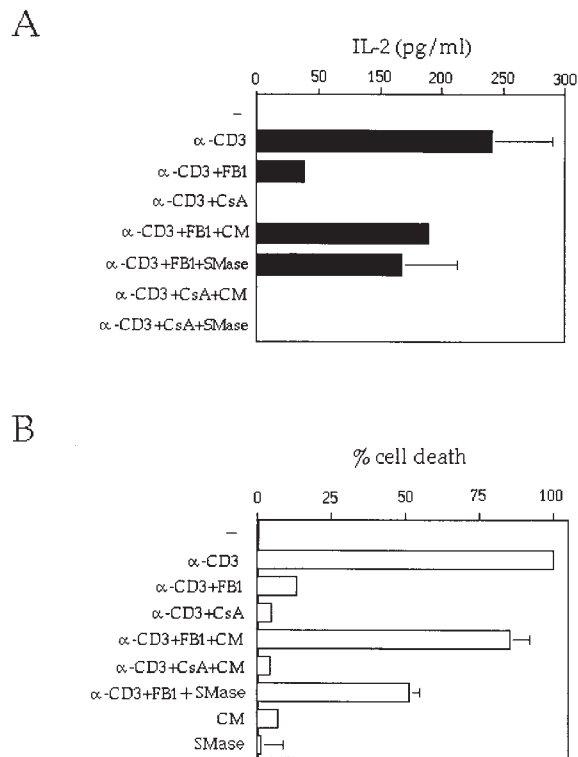 A
IL-2 (pg/ml)
0 50 150 200 250 300
–
α-CD3
α-CD3+FB1
α-CD3+CsA
α-CD3+FB1+CM
α-CD3+FB1+SMase
α-CD3+CsA+CM
α-CD3+CsA+SMase
B
% cell death
0 25 50 75 100
–
α-CD3
α-CD3+FB1
α-CD3+CsA
α-CD3+FB1+CM
α-CD3+CsA+CM
α-CD3+FB1+SMase
CM
SMase